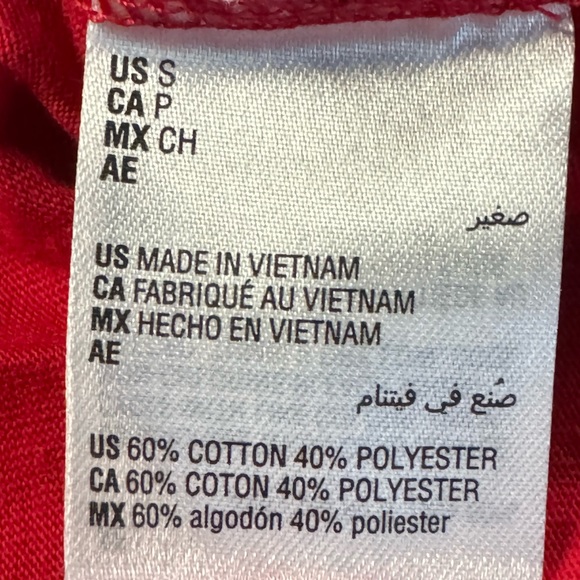 US S
CA P
MX CH
AE
صغير
US MADE IN VIETNAM
CA FABRIQUÉ AU VIETNAM
MX HECHO EN VIETNAM
AE
صُنع في فيتنام
US 60% COTTON 40% POLYESTER
CA 60% COTON 40% POLYESTER
MX 60% algodón 40% poliester